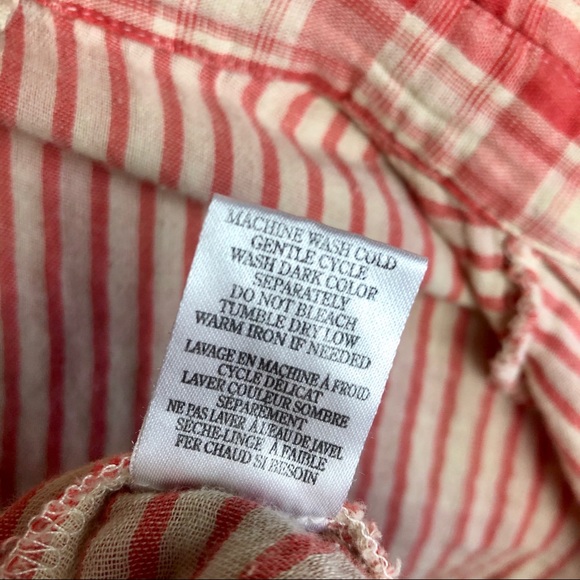 MACHINE WASH COLD
GENTLE CYCLE
WASH DARK COLOR
SEPARATELY
DO NOT BLEACH
TUMBLE DRY LOW
WARM IRON IF NEEDED
LAVAGE EN MACHINE À FROID
CYCLE DÉLICAT
LAVER COULEUR SOMBRE
SÉPARÉMENT
NE PAS LAVER À L'EAU DE JAVEL
SÈCHE-LINGE À FAIBLE
FER CHAUD SI BESOIN